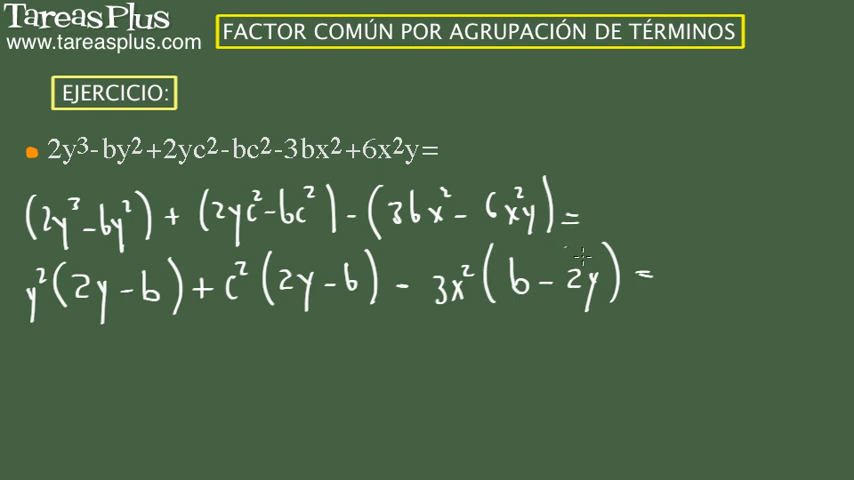 TareasPlus
www.tareasplus.com
FACTOR COMÚN POR AGRUPACIÓN DE TÉRMINOS
EJERCICIO:
2y³-by²+2yc²-bc²-3bx²+6x²y=
(2y³-by²)+(2yc²-bc²)-(3bx²-6x²y)=
y²(2y-b)+c²(2y-b)-3x²(b-2y)=